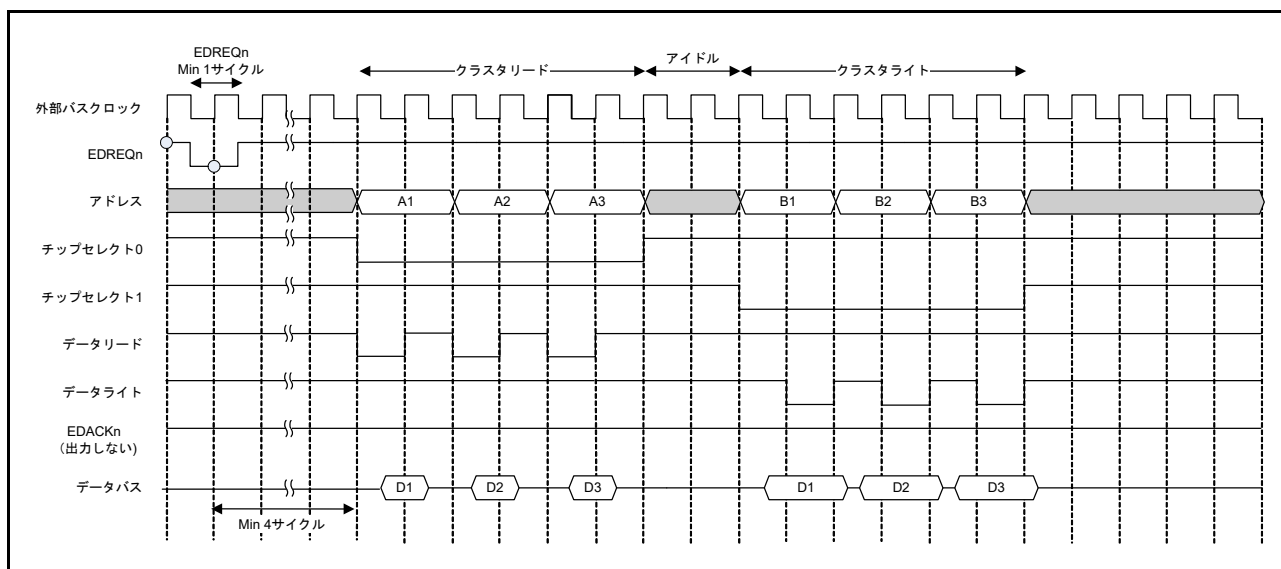 EDREQn
Min 1サイクル
クラスタリード
アイドル
クラスタライト
外部バスクロック
EDREQn
アドレス
A1
A2
A3
B1
B2
B3
チップセレクト0
チップセレクト1
データリード
データライト
EDACKn
（出力しない)
データバス
D1
D2
D3
D1
D2
D3
Min 4サイクル